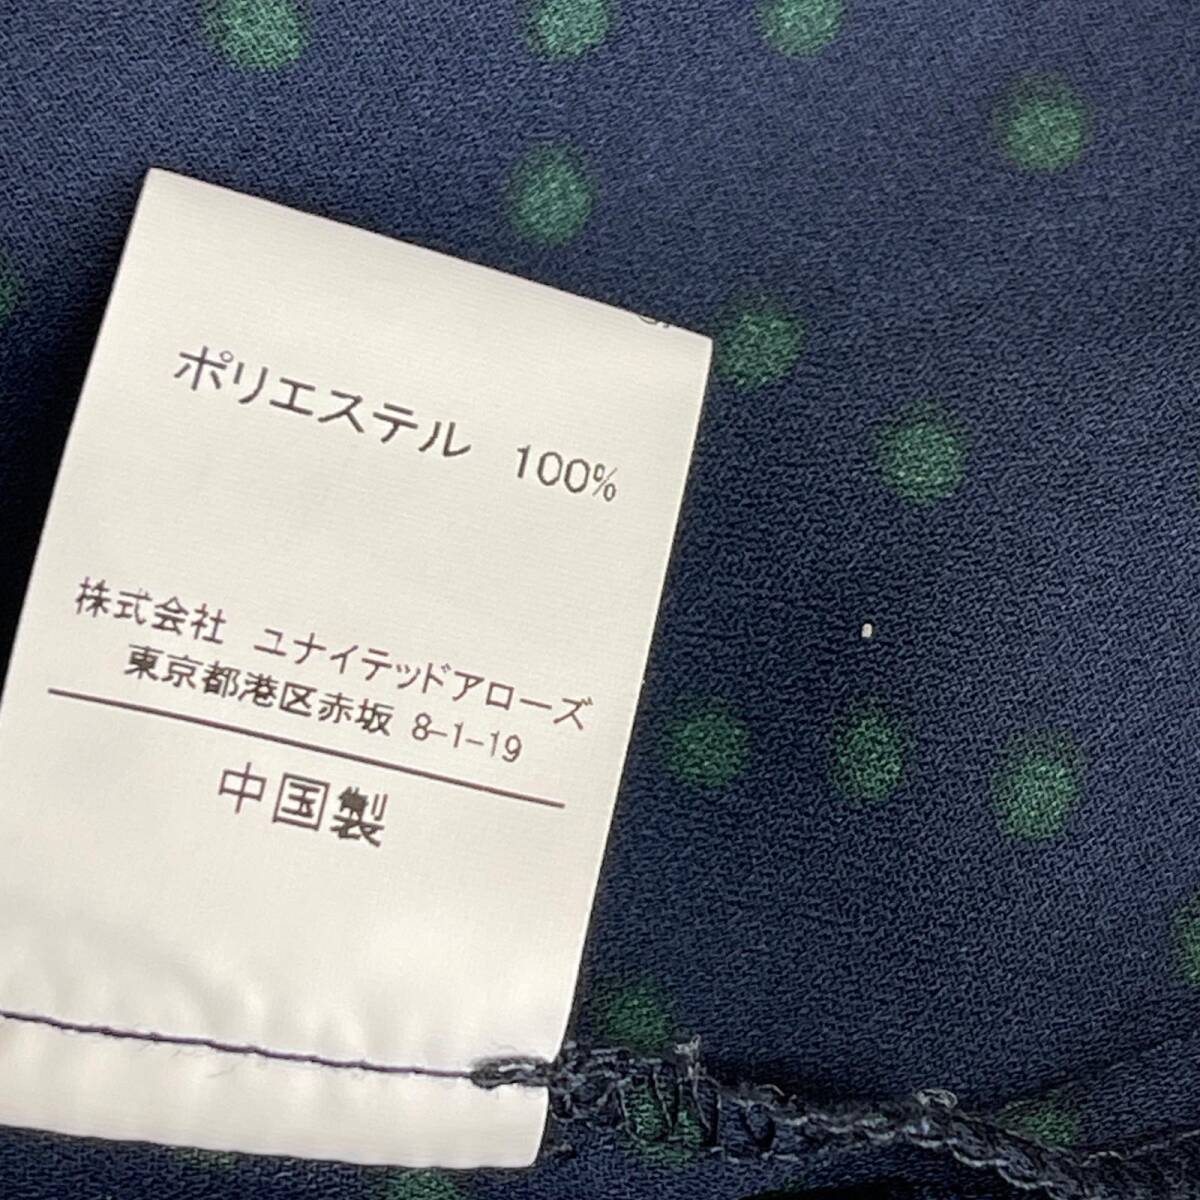 ポリエステル 100%
株式会社 ユナイテッドアローズ
東京都港区赤坂 8-1-19
中国製